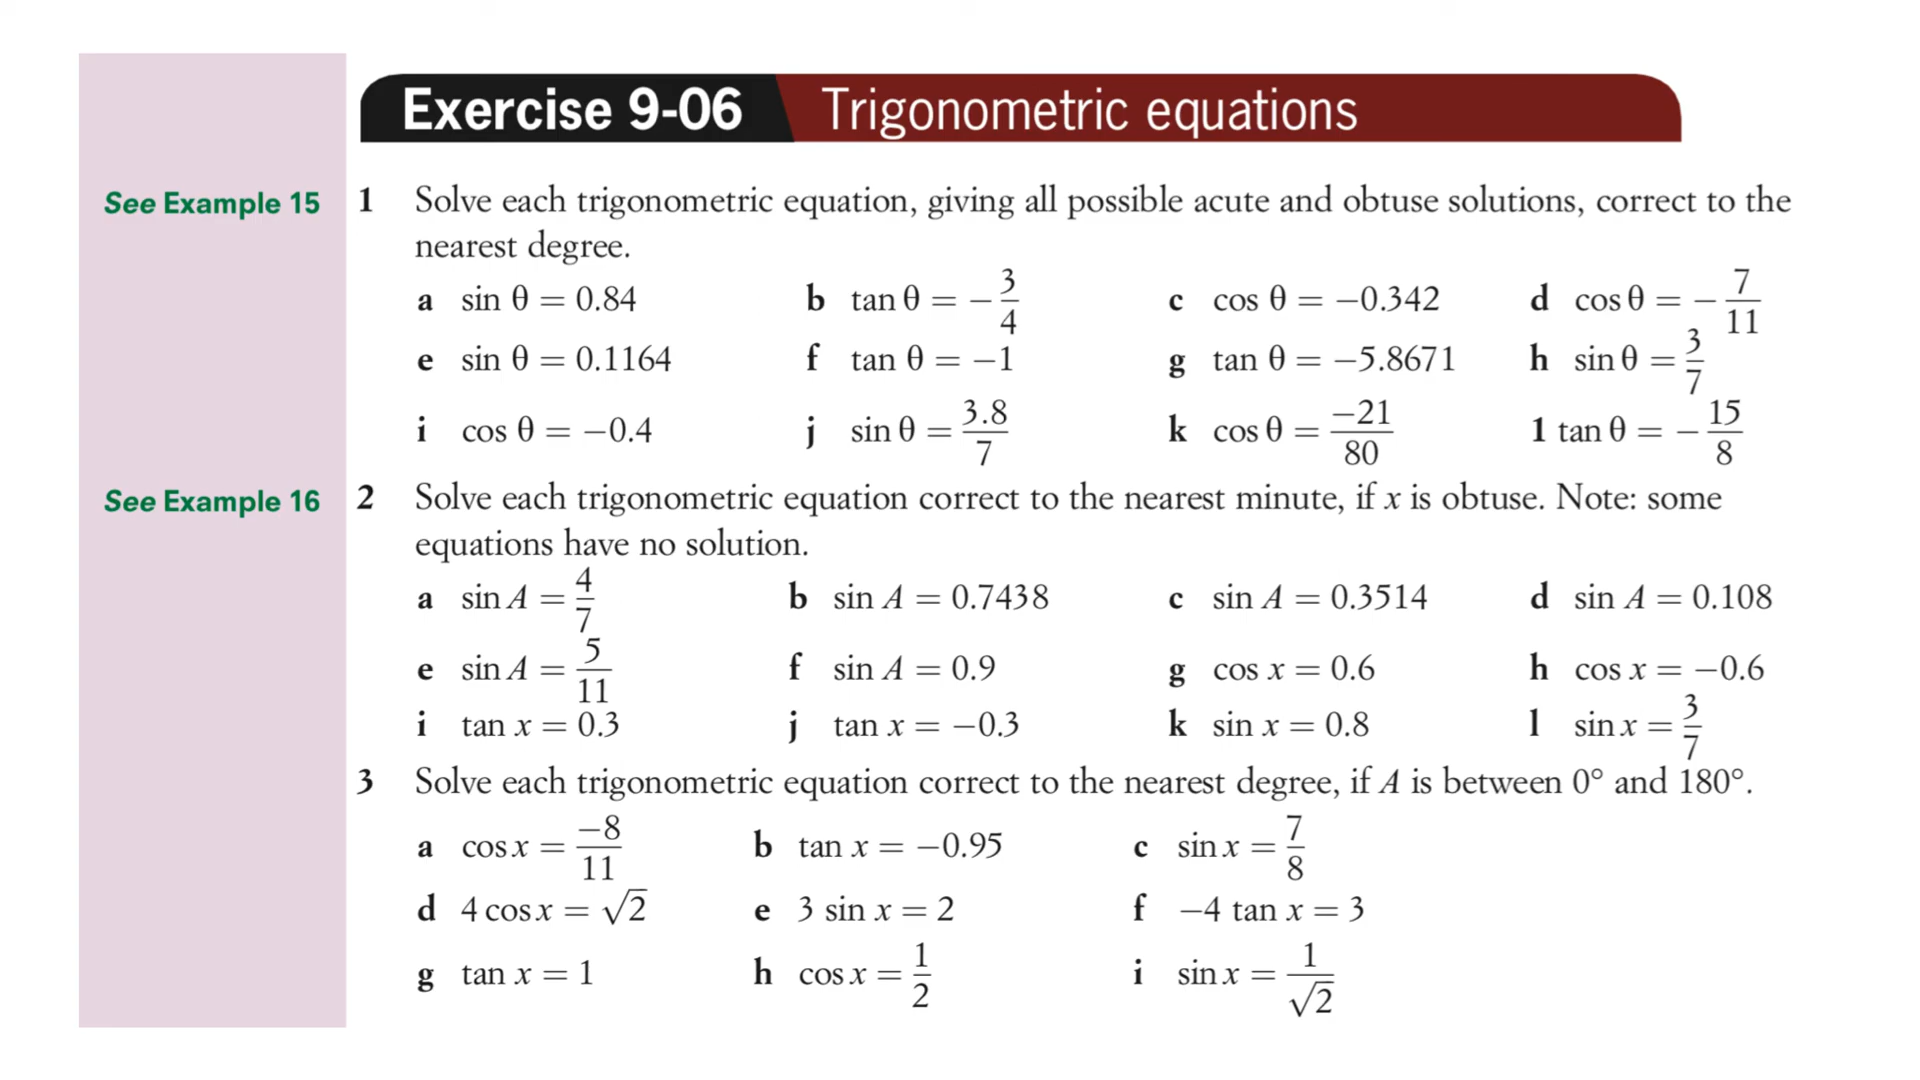 Exercise 9-06 Trigonometric equations
See Example 15 1 Solve each trigonometric equation, giving all possible acute and obtuse solutions, correct to the
nearest degree.
a sin θ = 0.84 b tan θ = −3/4 c cos θ = −0.342 d cos θ = −7/11
e sin θ = 0.1164 f tan θ = −1 g tan θ = −5.8671 h sin θ = 3/7
i cos θ = −0.4 j sin θ = 3.8/7 k cos θ = −21/80 1 tan θ = −15/8
See Example 16 2 Solve each trigonometric equation correct to the nearest minute, if x is obtuse. Note: some
equations have no solution.
a sin A = 4/7 b sin A = 0.7438 c sin A = 0.3514 d sin A = 0.108
e sin A = 5/11 f sin A = 0.9 g cos x = 0.6 h cos x = −0.6
i tan x = 0.3 j tan x = −0.3 k sin x = 0.8 l sin x = 3/7
3 Solve each trigonometric equation correct to the nearest degree, if A is between 0° and 180°.
a cos x = −8/11 b tan x = −0.95 c sin x = 7/8
d 4 cos x = √2 e 3 sin x = 2 f −4 tan x = 3
g tan x = 1 h cos x = 1/2 i sin x = 1/√2